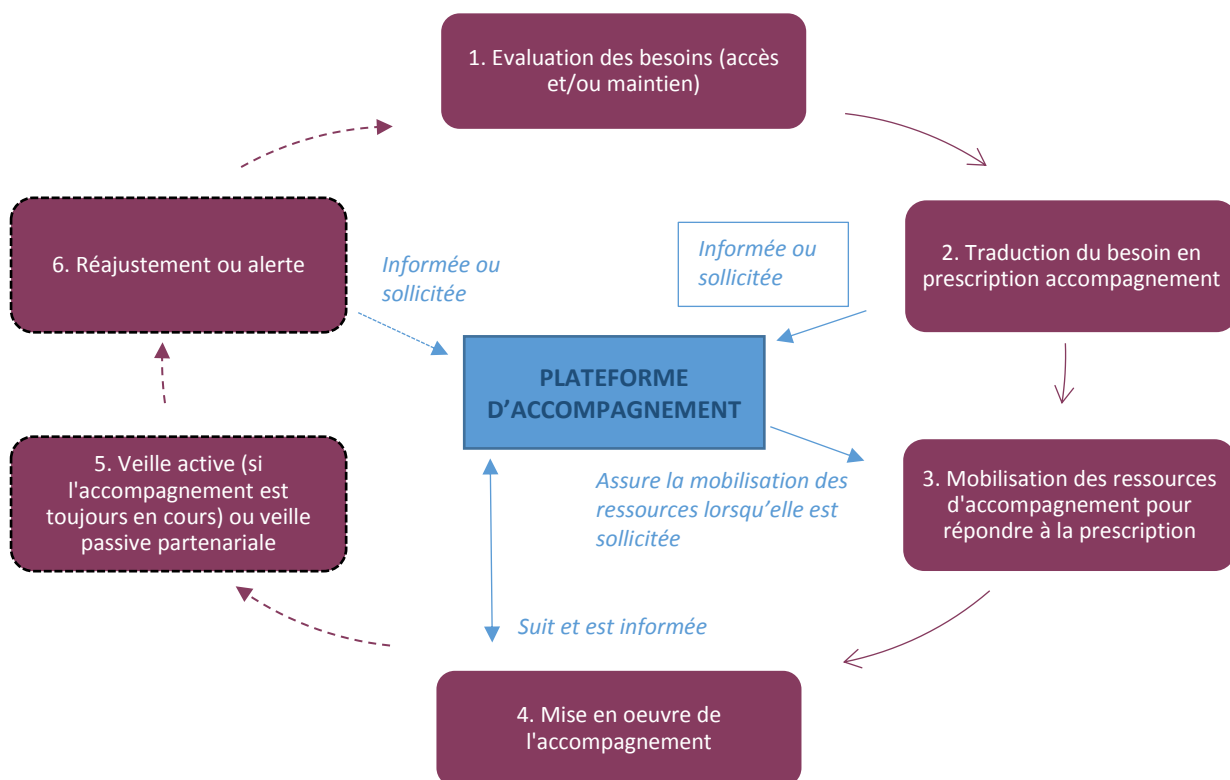 1. Evaluation des besoins (accès
et/ou maintien)
6. Réajustement ou alerte
Informée ou
sollicitée
Informée ou
sollicitée
2. Traduction du besoin en
prescription accompagnement
PLATEFORME
D’ACCOMPAGNEMENT
5. Veille active (si
l'accompagnement est
toujours en cours) ou veille
passive partenariale
Assure la mobilisation des
ressources lorsqu’elle est
sollicitée
3. Mobilisation des ressources
d'accompagnement pour
répondre à la prescription
Suit et est informée
4. Mise en oeuvre de
l'accompagnement